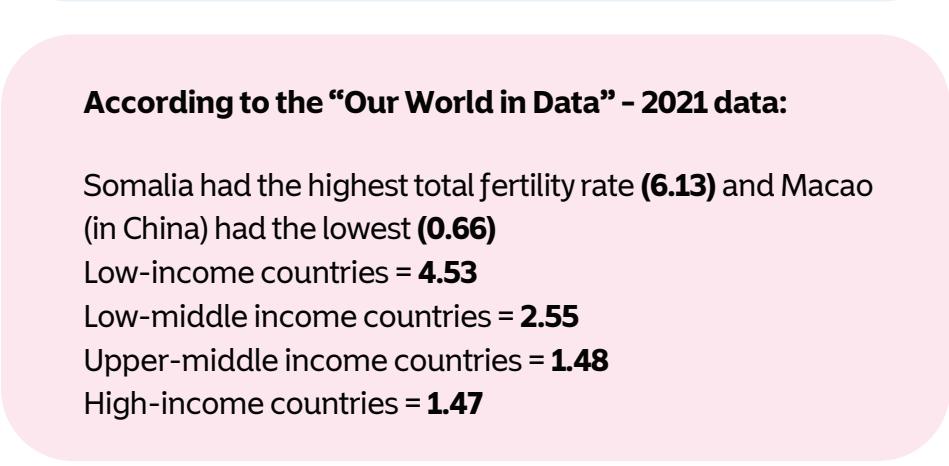 According to the “Our World in Data” – 2021 data:
Somalia had the highest total fertility rate (6.13) and Macao
(in China) had the lowest (0.66)
Low-income countries = 4.53
Low-middle income countries = 2.55
Upper-middle income countries = 1.48
High-income countries = 1.47